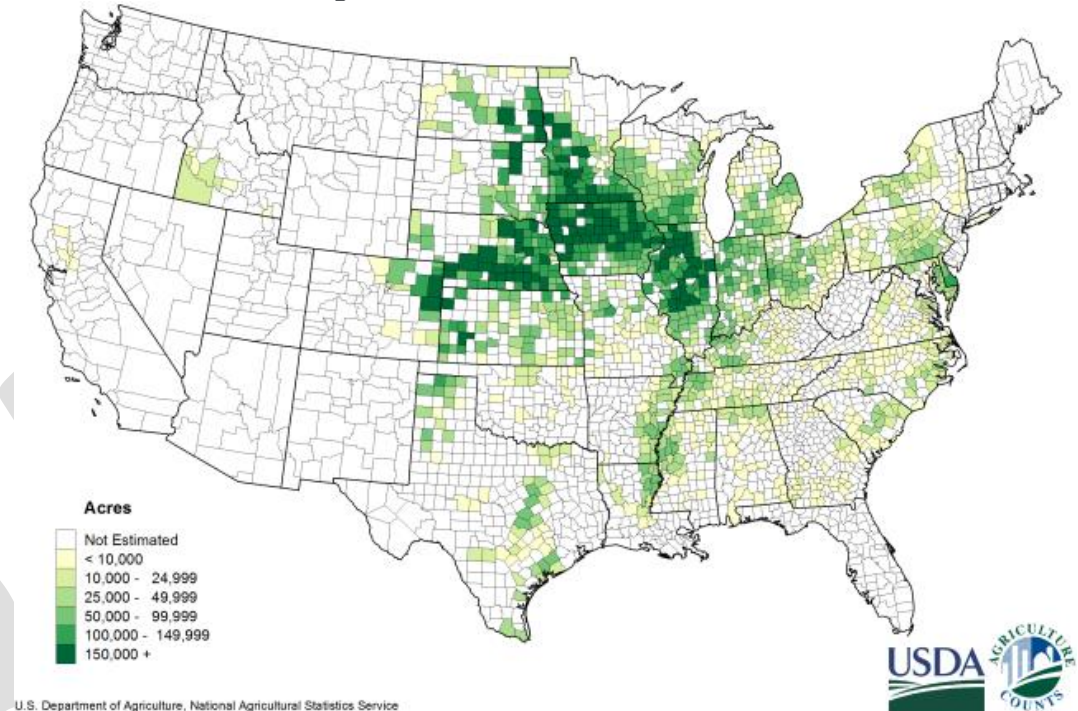 Acres
Not Estimated
< 10,000
10,000 - 24,999
25,000 - 49,999
50,000 - 99,999
100,000 - 149,999
150,000 +
USDA
AGRICULTURE
COUNTS
U.S. Department of Agriculture, National Agricultural Statistics Service